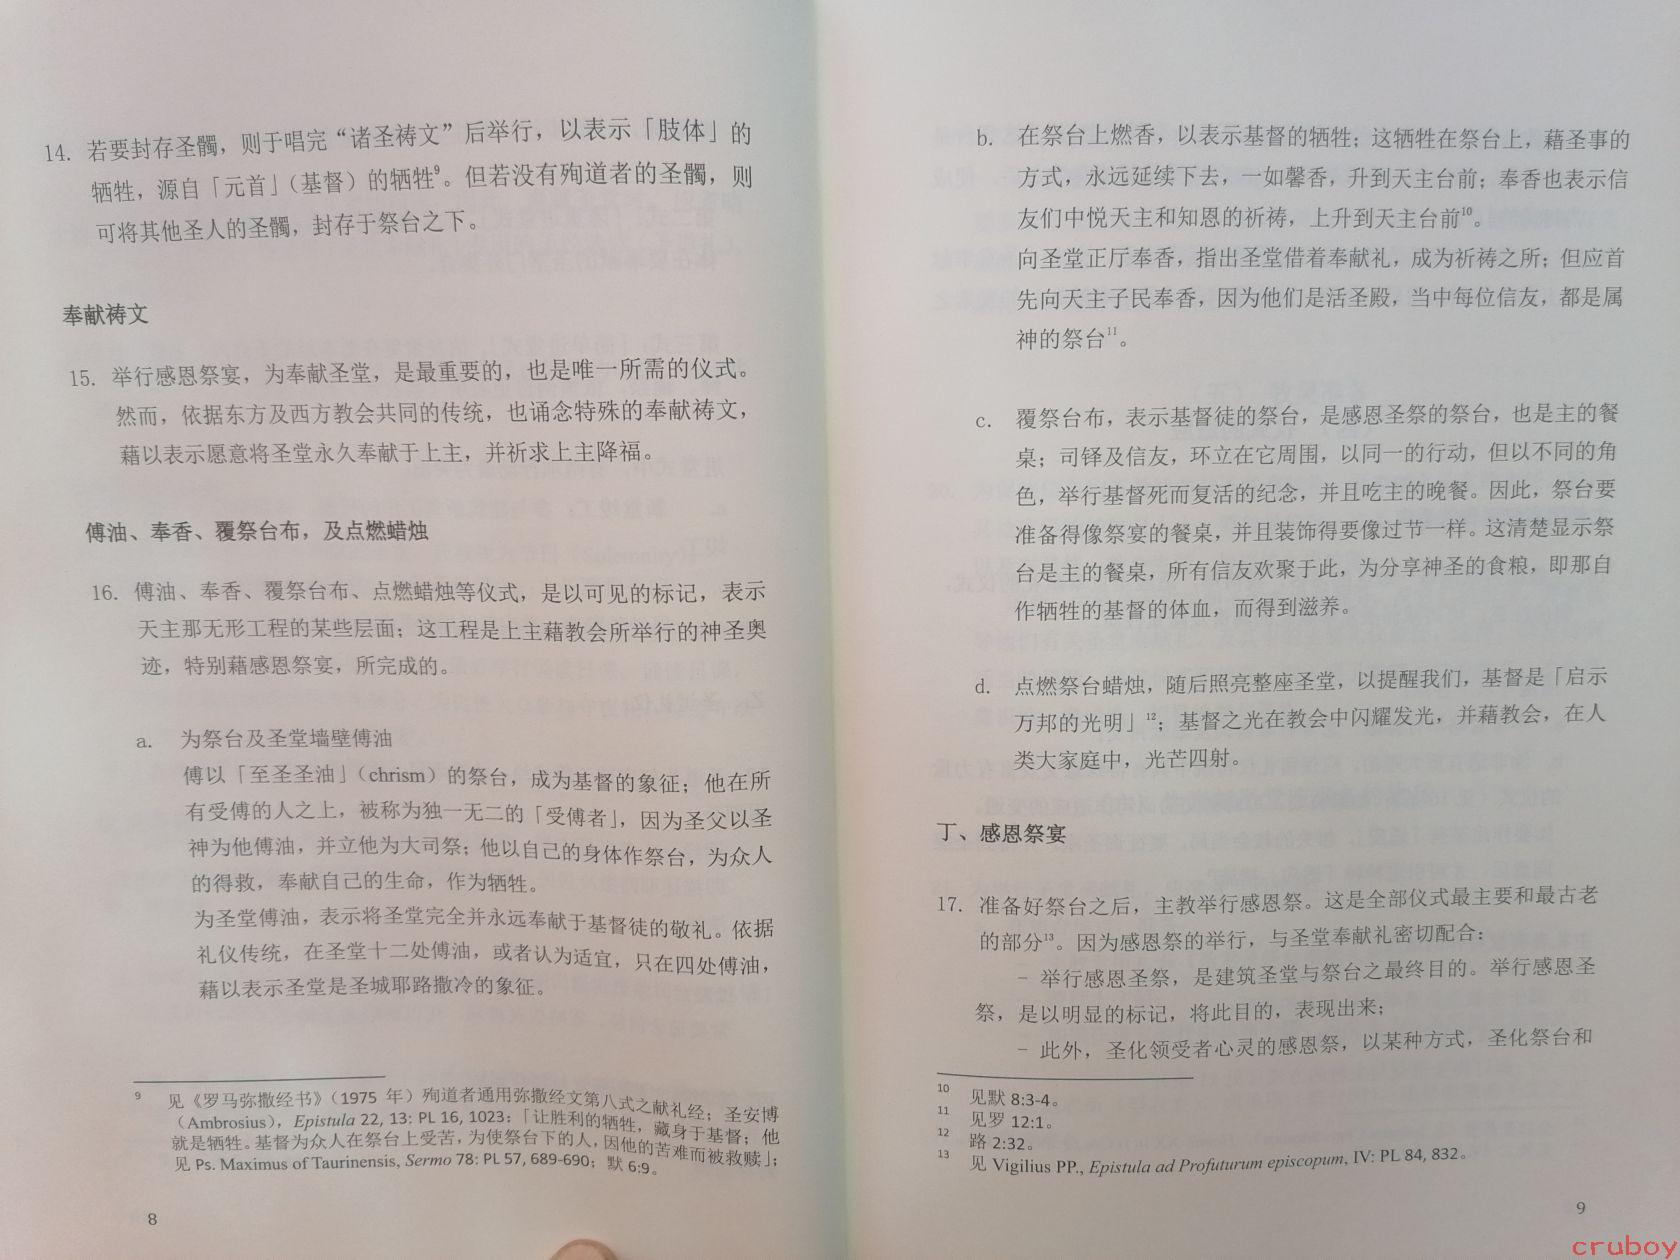 14. 若要封存圣髑，则于唱完“诸圣祷文”后举行，以表示「肢体」的
牺牲，源自「元首」（基督）的牺牲⁹。但若没有殉道者的圣髑，则
可将其他圣人的圣髑，封存于祭台之下。
奉献祷文
15. 举行感恩祭宴，为奉献圣堂，是最重要的，也是唯一所需的仪式。
然而，依据东方及西方教会共同的传统，也诵念特殊的奉献祷文，
藉以表示愿意将圣堂永久奉献于上主，并祈求上主降福。
傅油、奉香、覆祭台布，及点燃蜡烛
16. 傅油、奉香、覆祭台布、点燃蜡烛等仪式，是以可见的标记，表示
天主那无形工程的某些层面；这工程是上主藉教会所举行的神圣奥
迹，特别藉感恩祭宴，所完成的。
a. 为祭台及圣堂墙壁傅油
傅以「至圣圣油」（chrism）的祭台，成为基督的象征；他在所
有受傅的人之上，被称为独一无二的「受傅者」，因为圣父以圣
神为他傅油，并立他为大司祭；他以自己的身体作祭台，为众人
的得救，奉献自己的生命，作为牺牲。
为圣堂傅油，表示将圣堂完全并永远奉献于基督徒的敬礼。依据
礼仪传统，在圣堂十二处傅油，或者认为适宜，只在四处傅油，
藉以表示圣堂是圣城耶路撒冷的象征。
9 见《罗马弥撒经书》（1975 年）殉道者通用弥撒经文第八式之献礼经；圣安博
（Ambrosius），Epistula 22, 13: PL 16, 1023：「让胜利的牺牲，藏身于基督；他
就是牺牲。基督为众人在祭台上受苦，为使祭台下的人，因他的苦难而被救赎」；
见 Ps. Maximus of Taurinensis, Sermo 78: PL 57, 689-690；默 6:9。
8
b. 在祭台上燃香，以表示基督的牺牲；这牺牲在祭台上，藉圣事的
方式，永远延续下去，一如馨香，升到天主台前；奉香也表示信
友们中悦天主和知恩的祈祷，上升到天主台前¹⁰。
向圣堂正厅奉香，指出圣堂借着奉献礼，成为祈祷之所；但应首
先向天主子民奉香，因为他们是活圣殿，当中每位信友，都是属
神的祭台¹¹。
c. 覆祭台布，表示基督徒的祭台，是感恩圣祭的祭台，也是主的餐
桌；司铎及信友，环立在它周围，以同一的行动，但以不同的角
色，举行基督死而复活的纪念，并且吃主的晚餐。因此，祭台要
准备得像祭宴的餐桌，并且装饰得要像过节一样。这清楚显示祭
台是主的餐桌，所有信友欢聚于此，为分享神圣的食粮，即那自
作牺牲的基督的体血，而得到滋养。
d. 点燃祭台蜡烛，随后照亮整座圣堂，以提醒我们，基督是「启示
万邦的光明」¹²；基督之光在教会中闪耀发光，并藉教会，在人
类大家庭中，光芒四射。
丁、感恩祭宴
17. 准备好祭台之后，主教举行感恩祭。这是全部仪式最主要和最古老
的部分¹³。因为感恩祭的举行，与圣堂奉献礼密切配合：
– 举行感恩圣祭，是建筑圣堂与祭台之最终目的。举行感恩圣
祭，是以明显的标记，将此目的，表现出来；
– 此外，圣化领受者心灵的感恩祭，以某种方式，圣化祭台和
10 见默 8:3-4。
11 见罗 12:1。
12 路 2:32。
13 见 Vigilius PP., Epistula ad Profuturum episcopum, IV: PL 84, 832。
9
cruboy